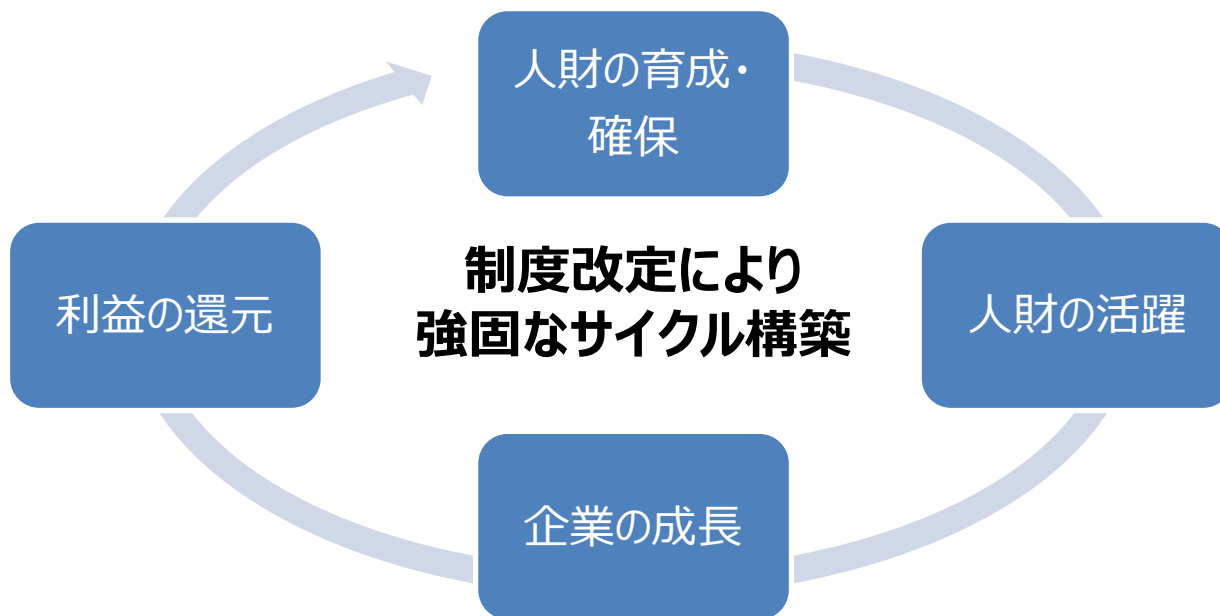 人財の育成・
確保
制度改定により
強固なサイクル構築
利益の還元
人財の活躍
企業の成長